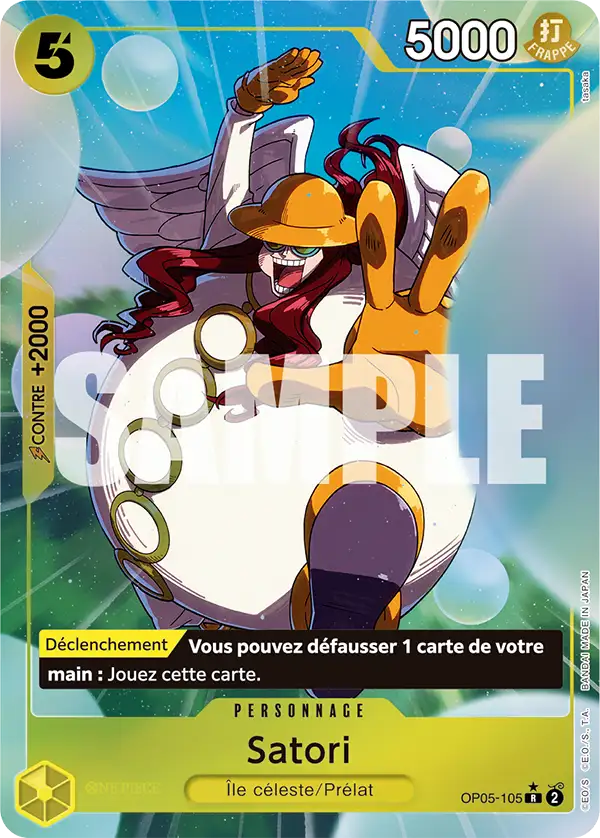 5
5000
打
FRAPPE
tasaka
CONTRE +2000
SAMPLE
Déclenchement Vous pouvez défausser 1 carte de votre
main : Jouez cette carte.
PERSONNAGE
Satori
Île céleste/Prélat
ONE PIECE
OP05-105 R 2
©EO/S ©E.O./S., T.A. BANDAI MADE IN JAPAN